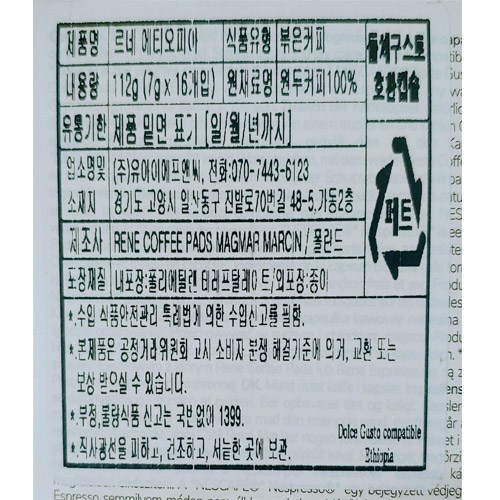 제품명 르네 에티오피아 식품유형 볶은커피 돌체구스토
호환캡슐
내용량 112g (7g x 16개입) 원재료명 원두커피100%
유통기한 제품 밑면 표기 [일/월/년까지]
업소명및 (주)유아이에프앤씨, 전화:070-7443-6123
소재지 경기도 고양시 일산동구 진밭로70번길 48-5,가동2층
페트
제조사 RENE COFFEE PADS MAGWAR MARCIN / 폴란드
포장재질 내포장:폴리에틸렌 테레프탈레이트/외포장:종이
*.수입 식품안전관리 특례법에 의한 수입신고를 필함.
*.본제품은 공정거래위원회 고시 소비자 분쟁 해결기준에 의거, 교환 또는
보상 받으실 수 있습니다.
*.부정,불량식품 신고는 국번 없이 1399.
*.직사광선을 피하고, 건조하고, 서늘한 곳에 보관.
Dolce Gusto compatible
Ethiopia